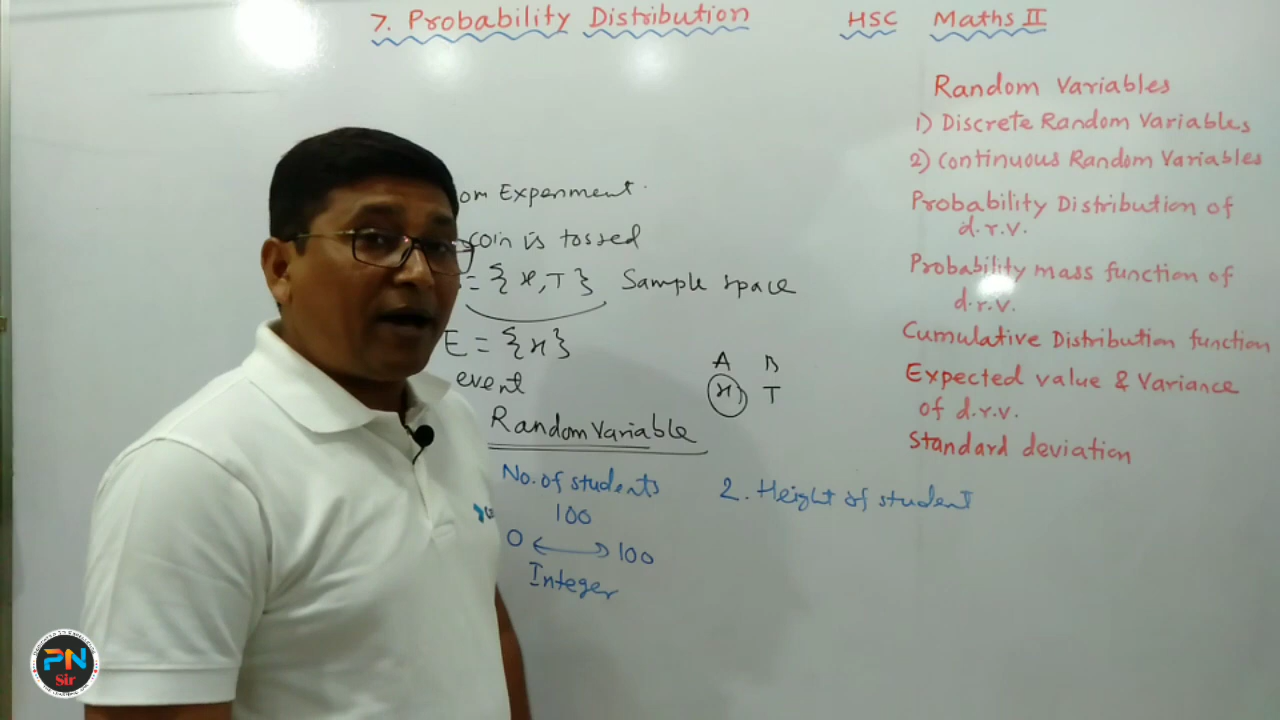 7. Probability Distribution HSC Maths II
Random Variables
1) Discrete Random Variables
2) Continuous Random Variables
Probability Distribution of
d.r.v.
Probability mass function of
d.r.v.
Cumulative Distribution function
Expected value & Variance
of d.r.v.
Standard deviation
om Experiment.
coin is tossed
= {H, T} Sample space
E = {H}
event
A B
H T
Random Variable
No. of students
100
0 100
Integer
2. Height of student
PN
Sir